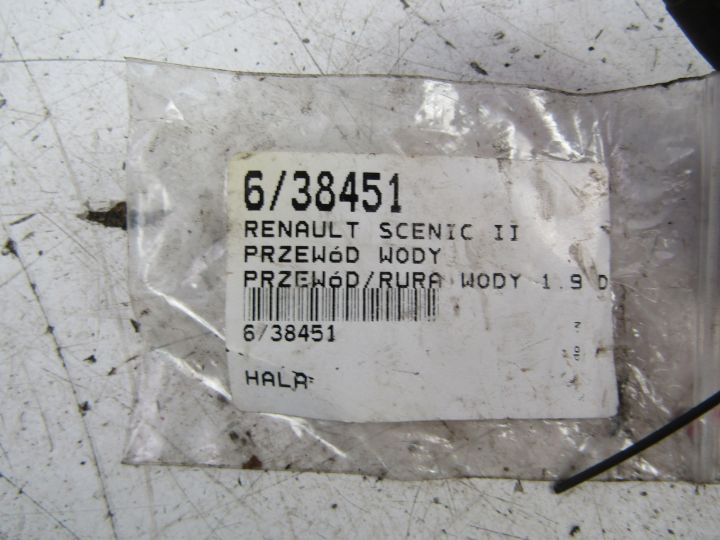 6/38451
RENAULT SCENIC II
PRZEWóD WODY
PRZEWóD/RURA WODY 1.9 D
6/38451
HALA